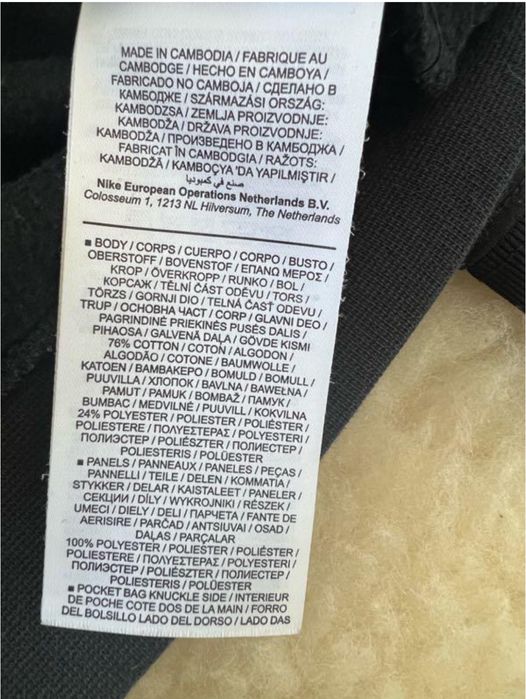 MADE IN CAMBODIA / FABRIQUE AU
CAMBODGE / HECHO EN CAMBOYA /
FABRICADO NO CAMBOJA / СДЕЛАНО В
КАМБОДЖЕ / SZÁRMAZÁSI ORSZÁG:
KAMBODZSA / ZEMLJA PROIZVODNJE:
KAMBODŽA / DRŽAVA PROIZVODNJE:
KAMBODŽA / ПРОИЗВЕДЕНО В КАМБОДЖА /
FABRICAT ÎN CAMBODGIA / RAŽOTS:
KAMBODŽĀ / KAMBOÇYA 'DA YAPILMIŞTIR /
صنع في كمبوديا
Nike European Operations Netherlands B.V.
Colosseum 1, 1213 NL Hilversum, The Netherlands
■ BODY / CORPS / CUERPO / CORPO / BUSTO /
OBERSTOFF / BOVENSTOF / ΕΠΑΝΩ ΜΕΡΟΣ /
KROP / ÖVERKROPP / RUNKO / BOL /
КОРСАЖ / TĚLNÍ ČÁST ODĚVU / TORS /
TÖRZS / GORNJI DIO / TELNÁ ČASŤ ODEVU /
TRUP / ОСНОВНА ЧАСТ / CORP / GLAVNI DEO /
PAGRINDINĖ PRIEKINĖS PUSĖS DALIS /
PIHAOSA / GALVENĀ DAĻA / GÖVDE KISMI
76% COTTON / COTON / ALGODON /
ALGODÃO / COTONE / BAUMWOLLE /
KATOEN / ΒΑΜΒΑΚΕΡΟ / BOMULD / BOMULL /
PUUVILLA / ХЛОПОК / BAVLNA / BAWEŁNA /
PAMUT / PAMUK / BOMBAŽ / ПАМУК /
BUMBAC / MEDVILNĖ / PUUVILL / KOKVILNA
24% POLYESTER / POLIESTER / POLIÉSTER /
POLIESTERE / ΠΟΛΥΕΣΤΕΡΑΣ / POLYESTERI /
ПОЛИЭСТЕР / POLIÉSZTER / ПОЛИЕСТЕР /
POLIESTERIS / POLÜESTER
■ PANELS / PANNEAUX / PANELES / PEÇAS /
PANNELLI / TEILE / DELEN / ΚΟΜΜΑΤΙΑ /
STYKKER / DELAR / KAISTALEET / PANELER /
СЕКЦИИ / DÍLY / WYKROJNIKI / RÉSZEK /
UMECI / DIELY / DELI / ПАРЧЕТА / FANTE DE
AERISIRE / PARČAD / ANTSIUVAI / OSAD /
DAĻAS / PARÇALAR
100% POLYESTER / POLIESTER / POLIÉSTER /
POLIESTERE / ΠΟΛΥΕΣΤΕΡΑΣ / POLYESTERI /
ПОЛИЭСТЕР / POLIÉSZTER / ПОЛИЕСТЕР /
POLIESTERIS / POLÜESTER
■ POCKET BAG KNUCKLE SIDE / INTERIEUR
DE POCHE COTE DOS DE LA MAIN / FORRO
DEL BOLSILLO LADO DEL DORSO / LADO DAS